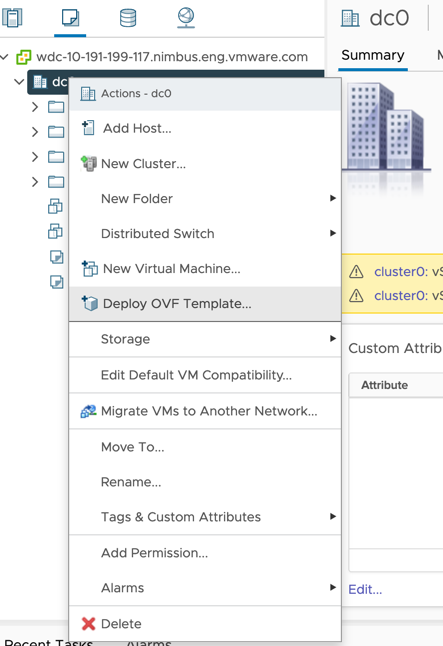 dc0
wdc-10-191-199-117.nimbus.eng.vmware.com
Summary
Actions - dc0
Add Host...
New Cluster...
New Folder
Distributed Switch
New Virtual Machine...
Deploy OVF Template...
Storage
Edit Default VM Compatibility...
Migrate VMs to Another Network...
Move To...
Rename...
Tags & Custom Attributes
Add Permission...
Alarms
Delete
cluster0: vS
cluster0: vS
Custom Attrib
Attribute
Edit...
Recent Tasks
Alarms